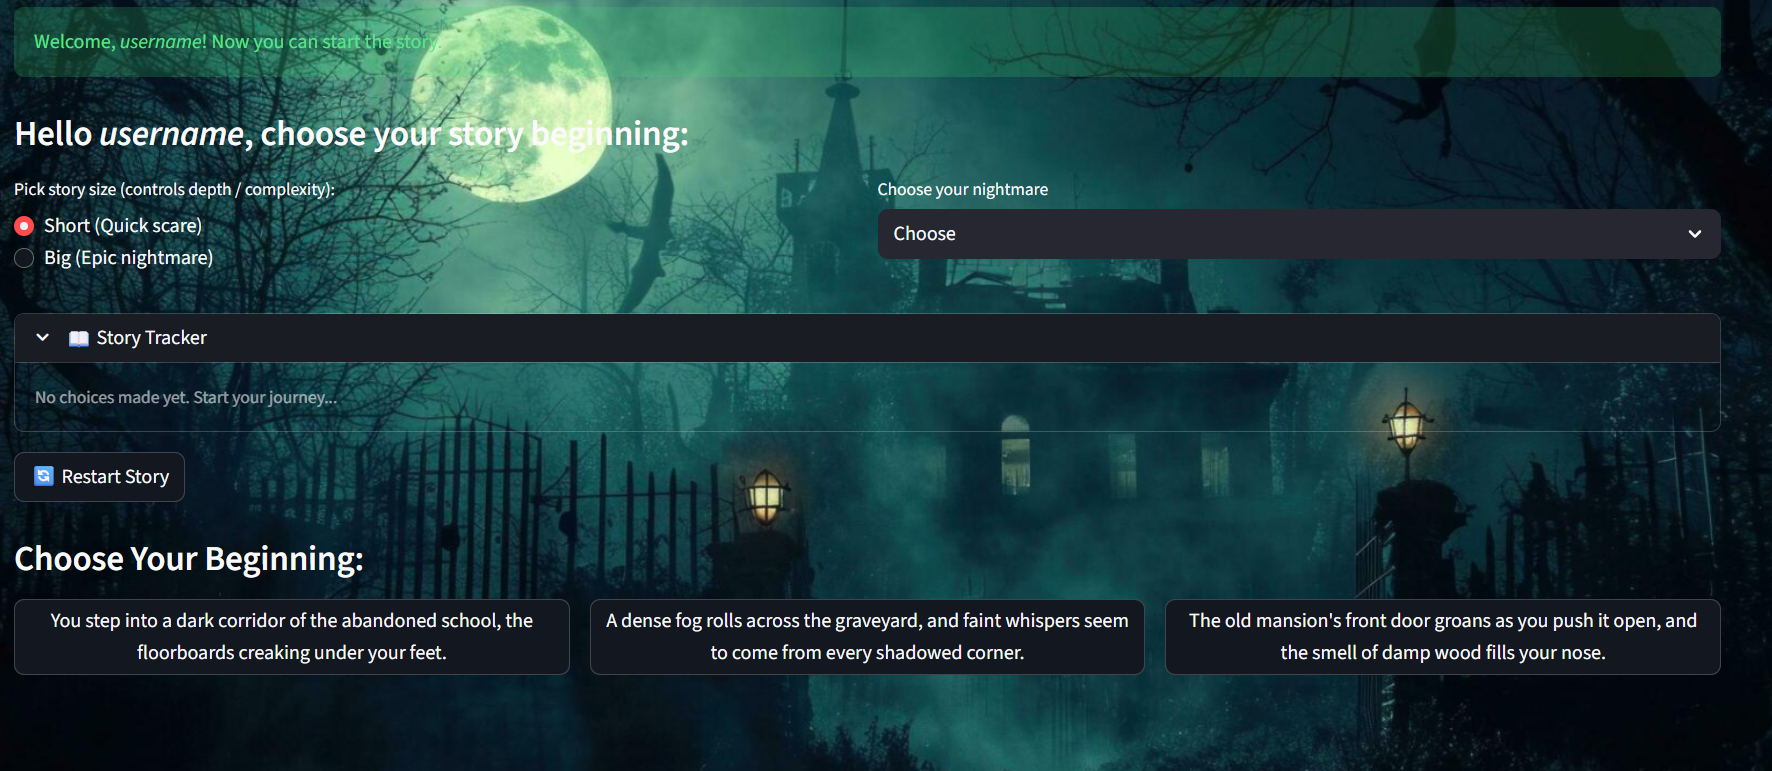 Welcome, username! Now you can start the story.
Hello username, choose your story beginning:
Pick story size (controls depth / complexity):
Short (Quick scare)
Big (Epic nightmare)
Choose your nightmare
Choose
Story Tracker
No choices made yet. Start your journey...
Restart Story
Choose Your Beginning:
You step into a dark corridor of the abandoned school, the
floorboards creaking under your feet.
A dense fog rolls across the graveyard, and faint whispers seem
to come from every shadowed corner.
The old mansion's front door groans as you push it open, and
the smell of damp wood fills your nose.